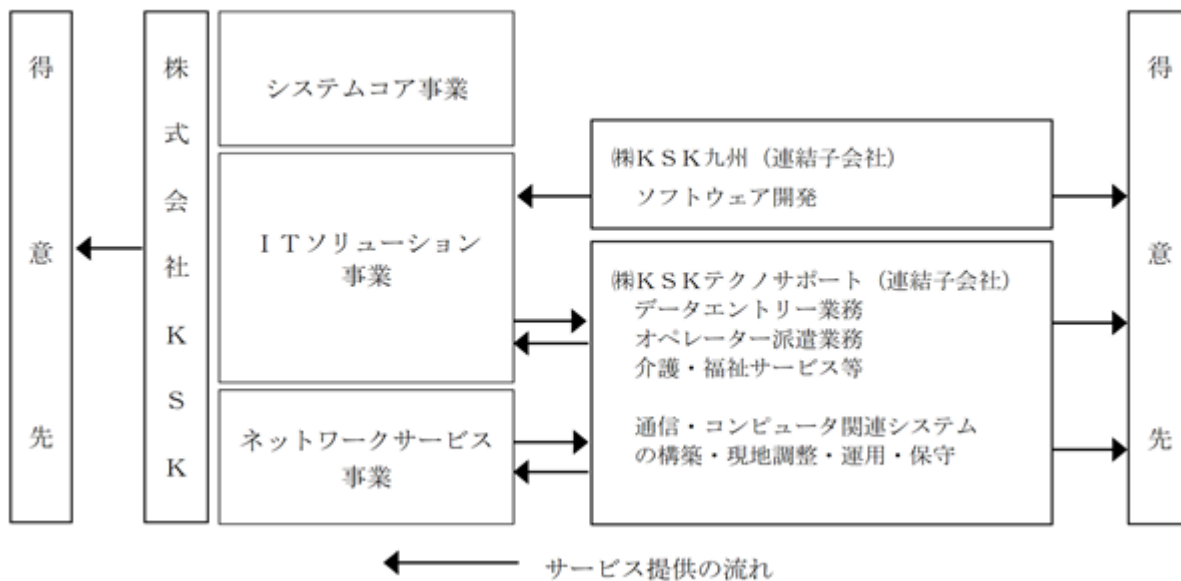 得意先
株式会社KSK
システムコア事業
ITソリューション
事業
ネットワークサービス
事業
㈱KSK九州(連結子会社)
ソフトウェア開発
㈱KSKテクノサポート(連結子会社)
データエントリー業務
オペレーター派遣業務
介護・福祉サービス等
通信・コンピュータ関連システム
の構築・現地調整・運用・保守
得意先
サービス提供の流れ